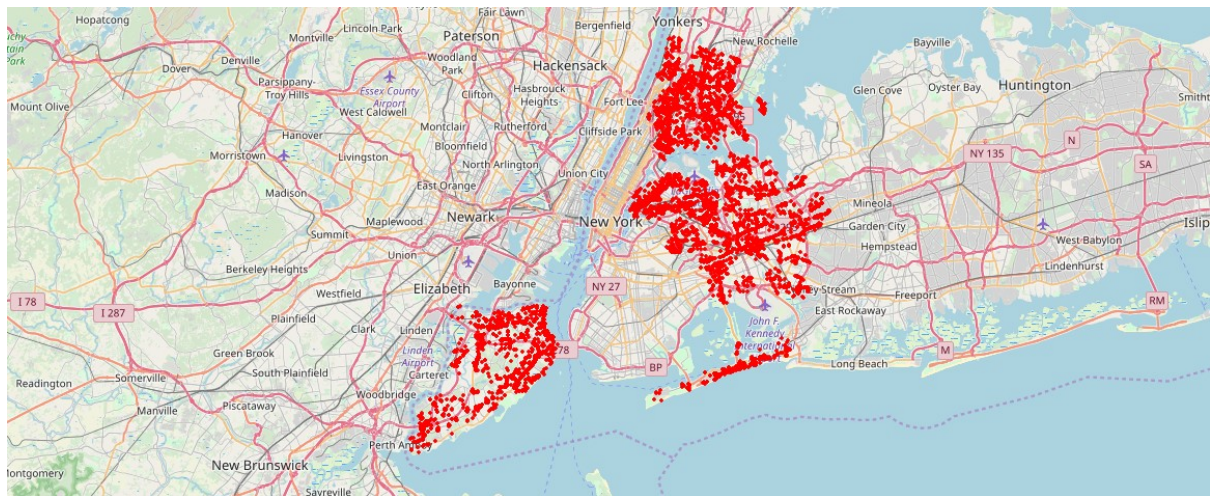 Hopatcong
Montville
Lincoln Park
Paterson
Fair Lawn
Bergenfield
Yonkers
New Rochelle
Bayville
Dover
Denville
Woodland
Park
Hackensack
Glen Cove
Oyster Bay
Huntington
Parsippany-
Troy Hills
Essex County
Airport
Clifton
Hasbrouck
Heights
Fort Lee
Mount Olive
West Caldwell
Rutherford
Cliffside Park
Hanover
Montclair
Bloomfield
N
NY 135
SA
Morristown
Livingston
North Arlington
Union City
Madison
East Orange
Mineola
Maplewood
Newark
New York
Garden City
Summit
Hempstead
West Babylon
Islip
Union
Lindenhurst
Berkeley Heights
Elizabeth
Bayonne
NY 27
Freeport
I 78
I 287
Westfield
East Rockaway
RM
Plainfield
Clark
Linden
John F.
Kennedy
Green Brook
Linden
Airport
78
M
South Plainfield
Carteret
BP
Long Beach
Readington
Somerville
Woodbridge
Manville
Piscataway
Perth Amboy
New Brunswick
Montgomery
Sayreville